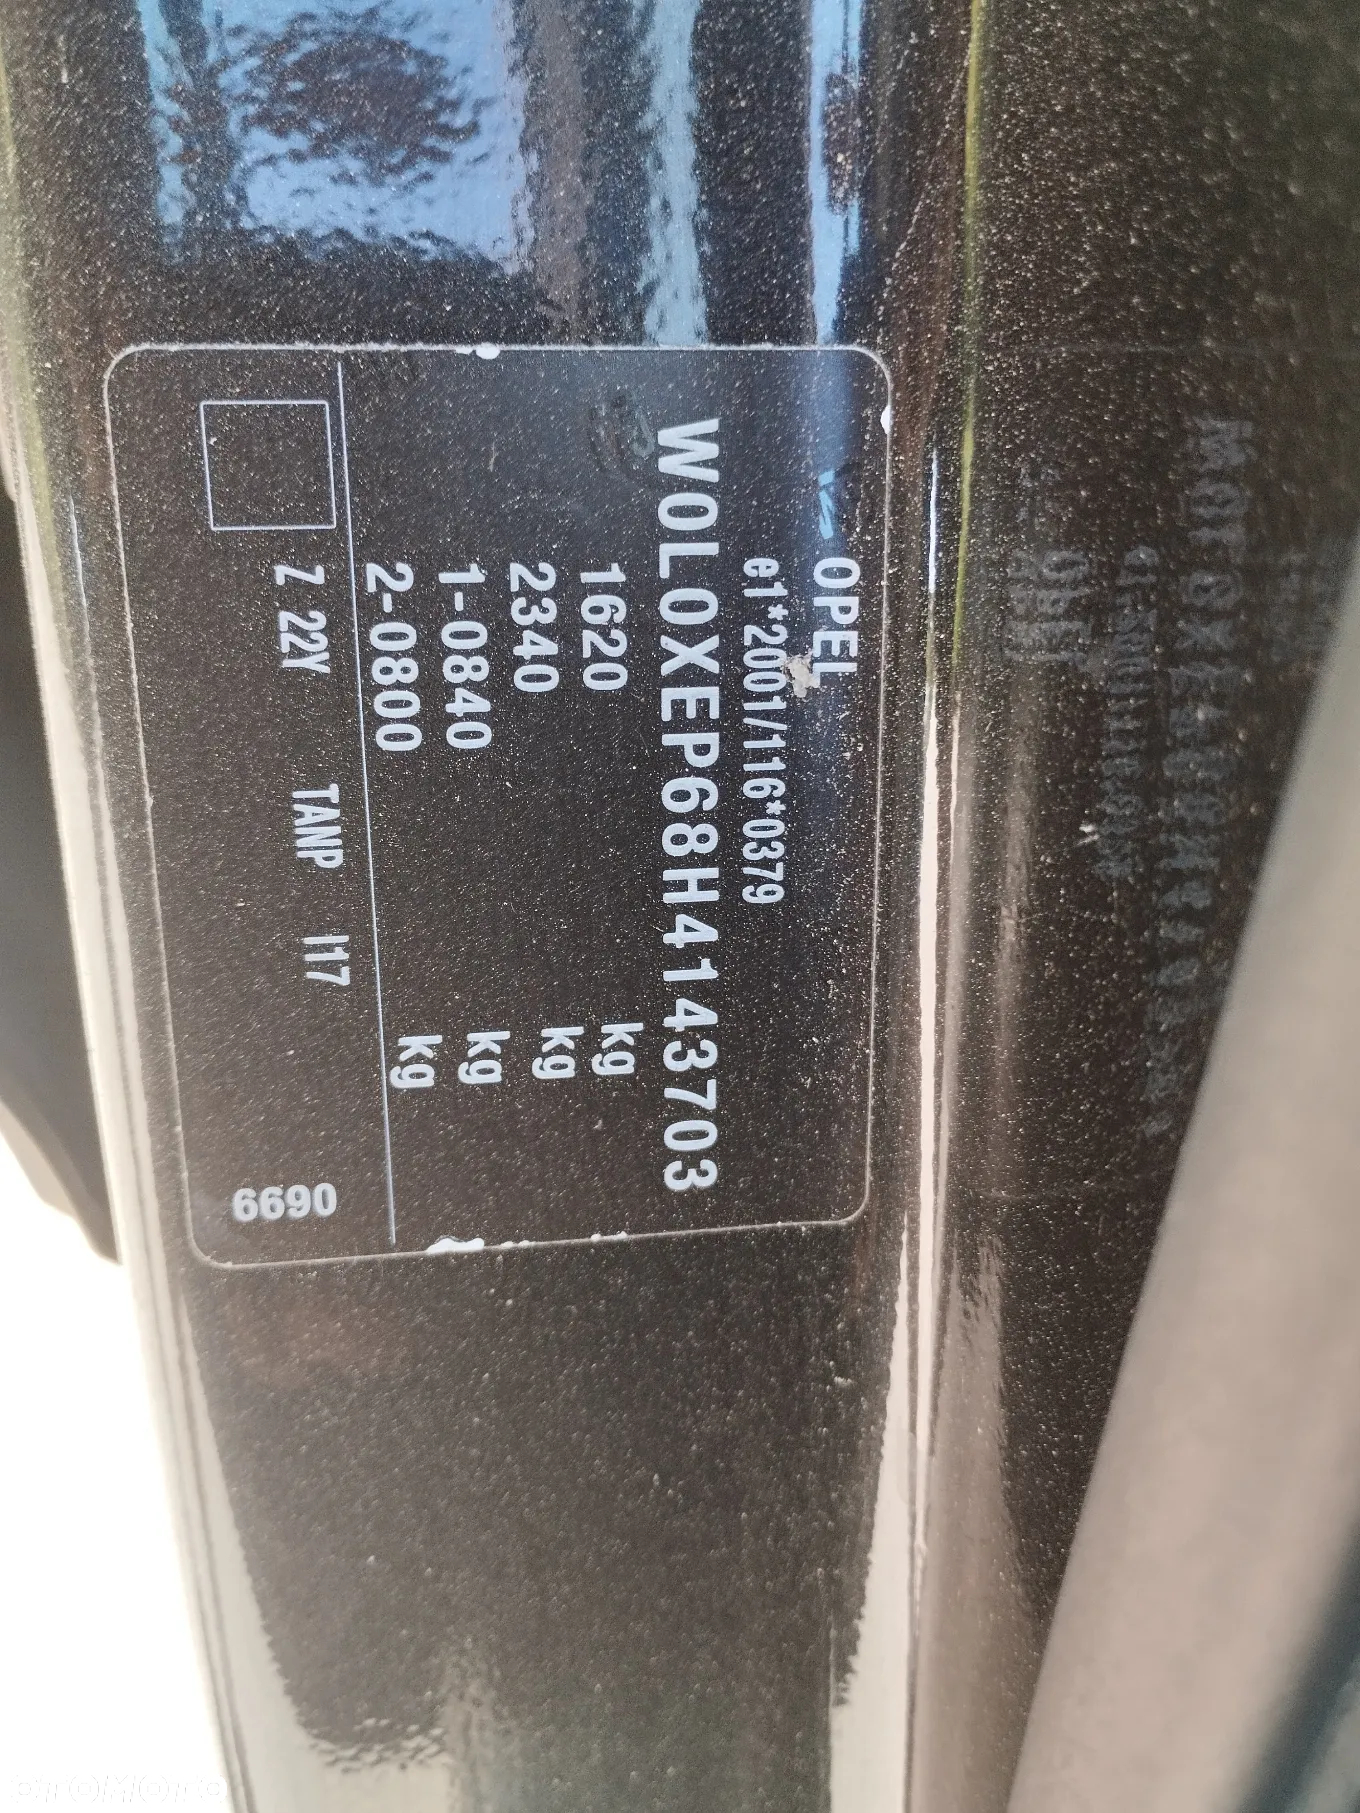 OPEL
e1*2001/116*0379
W0L0XEP68H4143703
1620 kg
2340 kg
1-0840 kg
2-0800 kg
Z 22Y TANP I17
6690
OTOMOTO